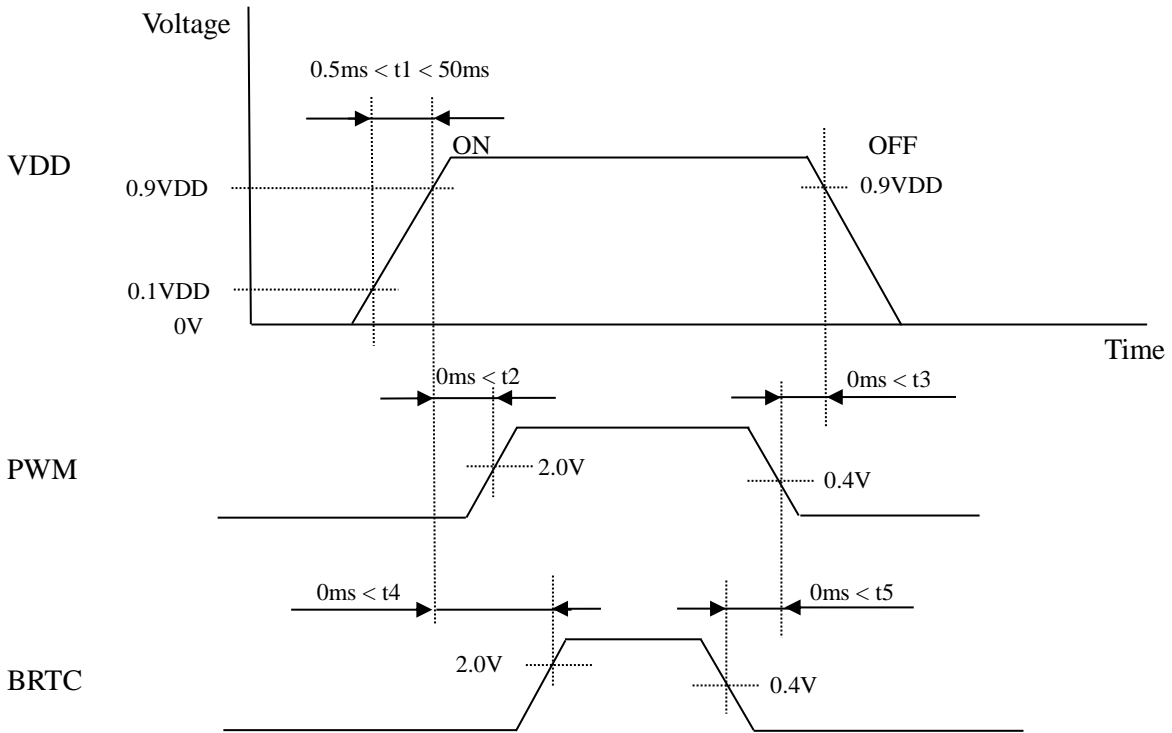 Voltage
0.5ms < t1 < 50ms
VDD
ON
OFF
0.9VDD
0.9VDD
0.1VDD
0V
Time
0ms < t2
0ms < t3
PWM
2.0V
0.4V
0ms < t4
0ms < t5
BRTC
2.0V
0.4V